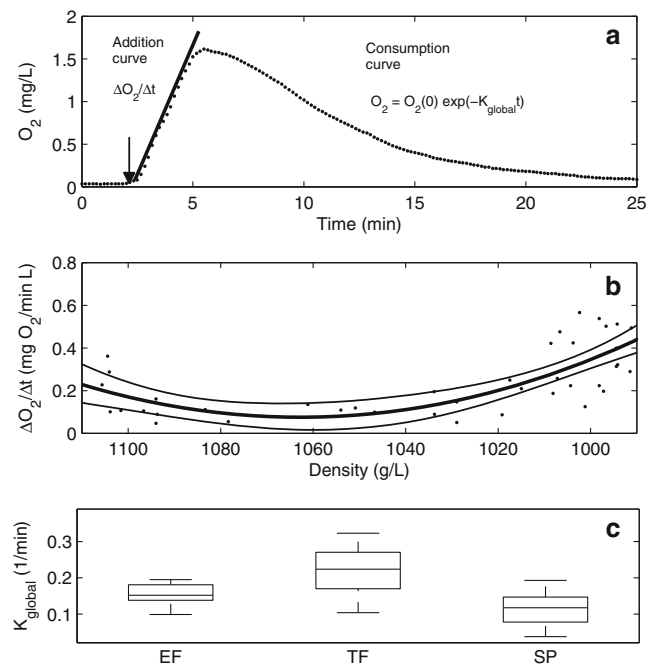 a
2
1.5
1
0.5
0
O₂ (mg/L)
Addition
curve
ΔO₂/Δt
Consumption
curve
O₂ = O₂(0) exp(−K_global t)
0 5 10 15 20 25
Time (min)
b
0.8
0.6
0.4
0.2
0
ΔO₂/Δt (mg O₂/min L)
1100 1080 1060 1040 1020 1000
Density (g/L)
c
0.3
0.2
0.1
K_global (1/min)
EF TF SP